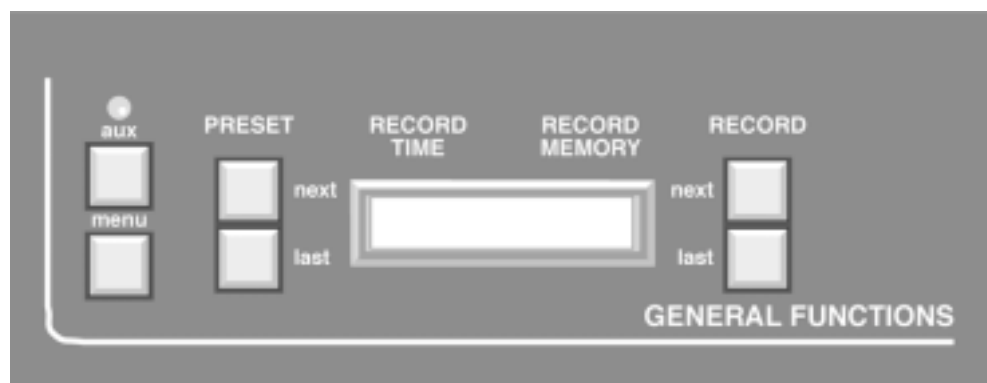 aux
menu
PRESET
next
last
RECORD
TIME
RECORD
MEMORY
RECORD
next
last
GENERAL FUNCTIONS